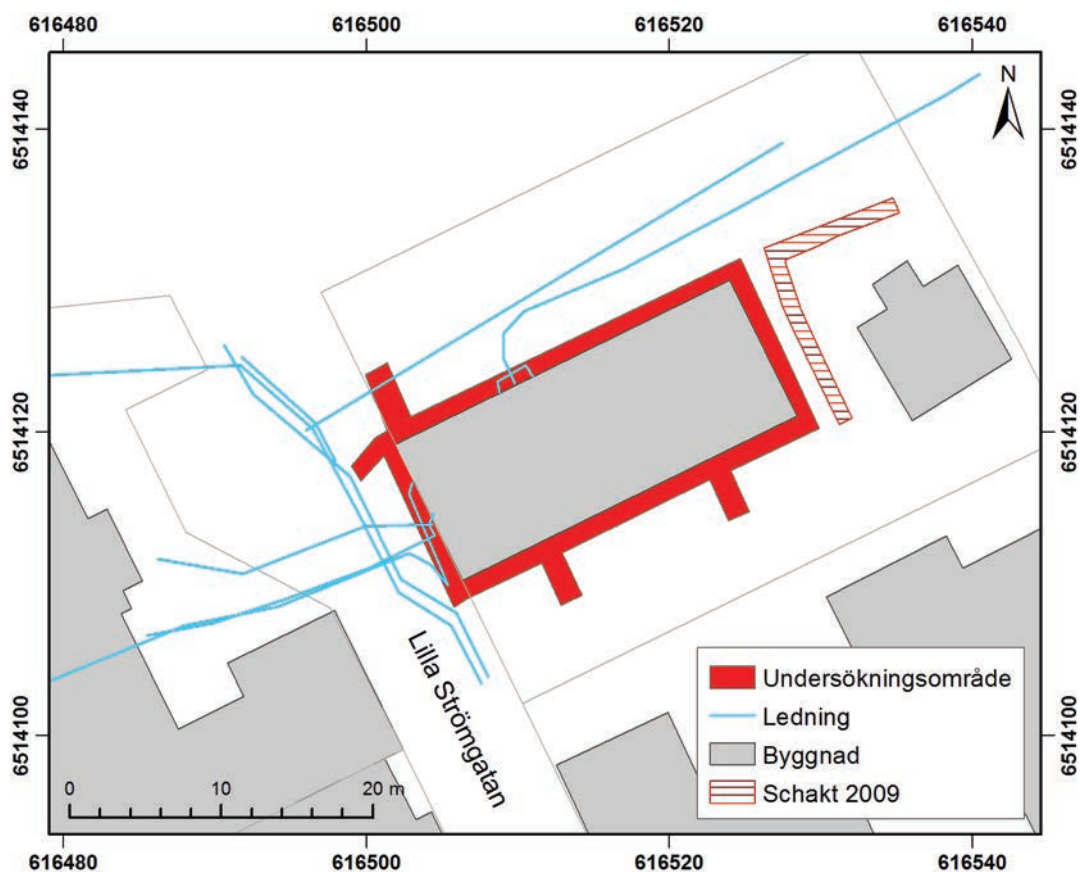 616480 616500 616520 616540
N
6514140 6514140
6514120 6514120
6514100 6514100
Lilla Strömgatan
Undersökningsområde
Ledning
Byggnad
Schakt 2009
0 10 20 m
616480 616500 616520 616540